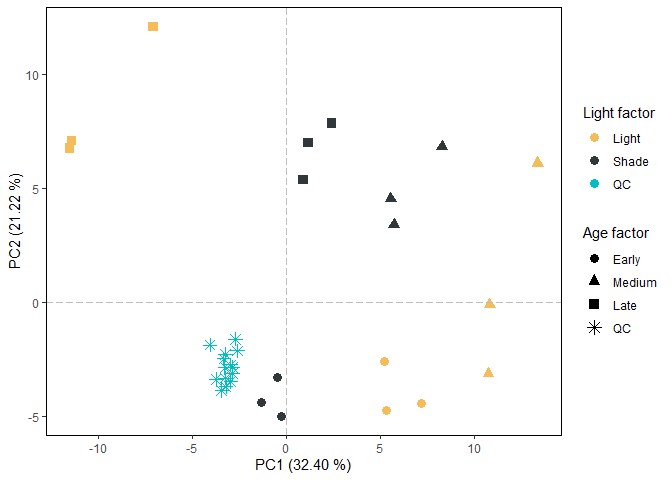 10
5
0
-5
PC2 (21.22 %)
-10
-5
0
5
10
PC1 (32.40 %)
Light factor
Light
Shade
QC
Age factor
Early
Medium
Late
QC